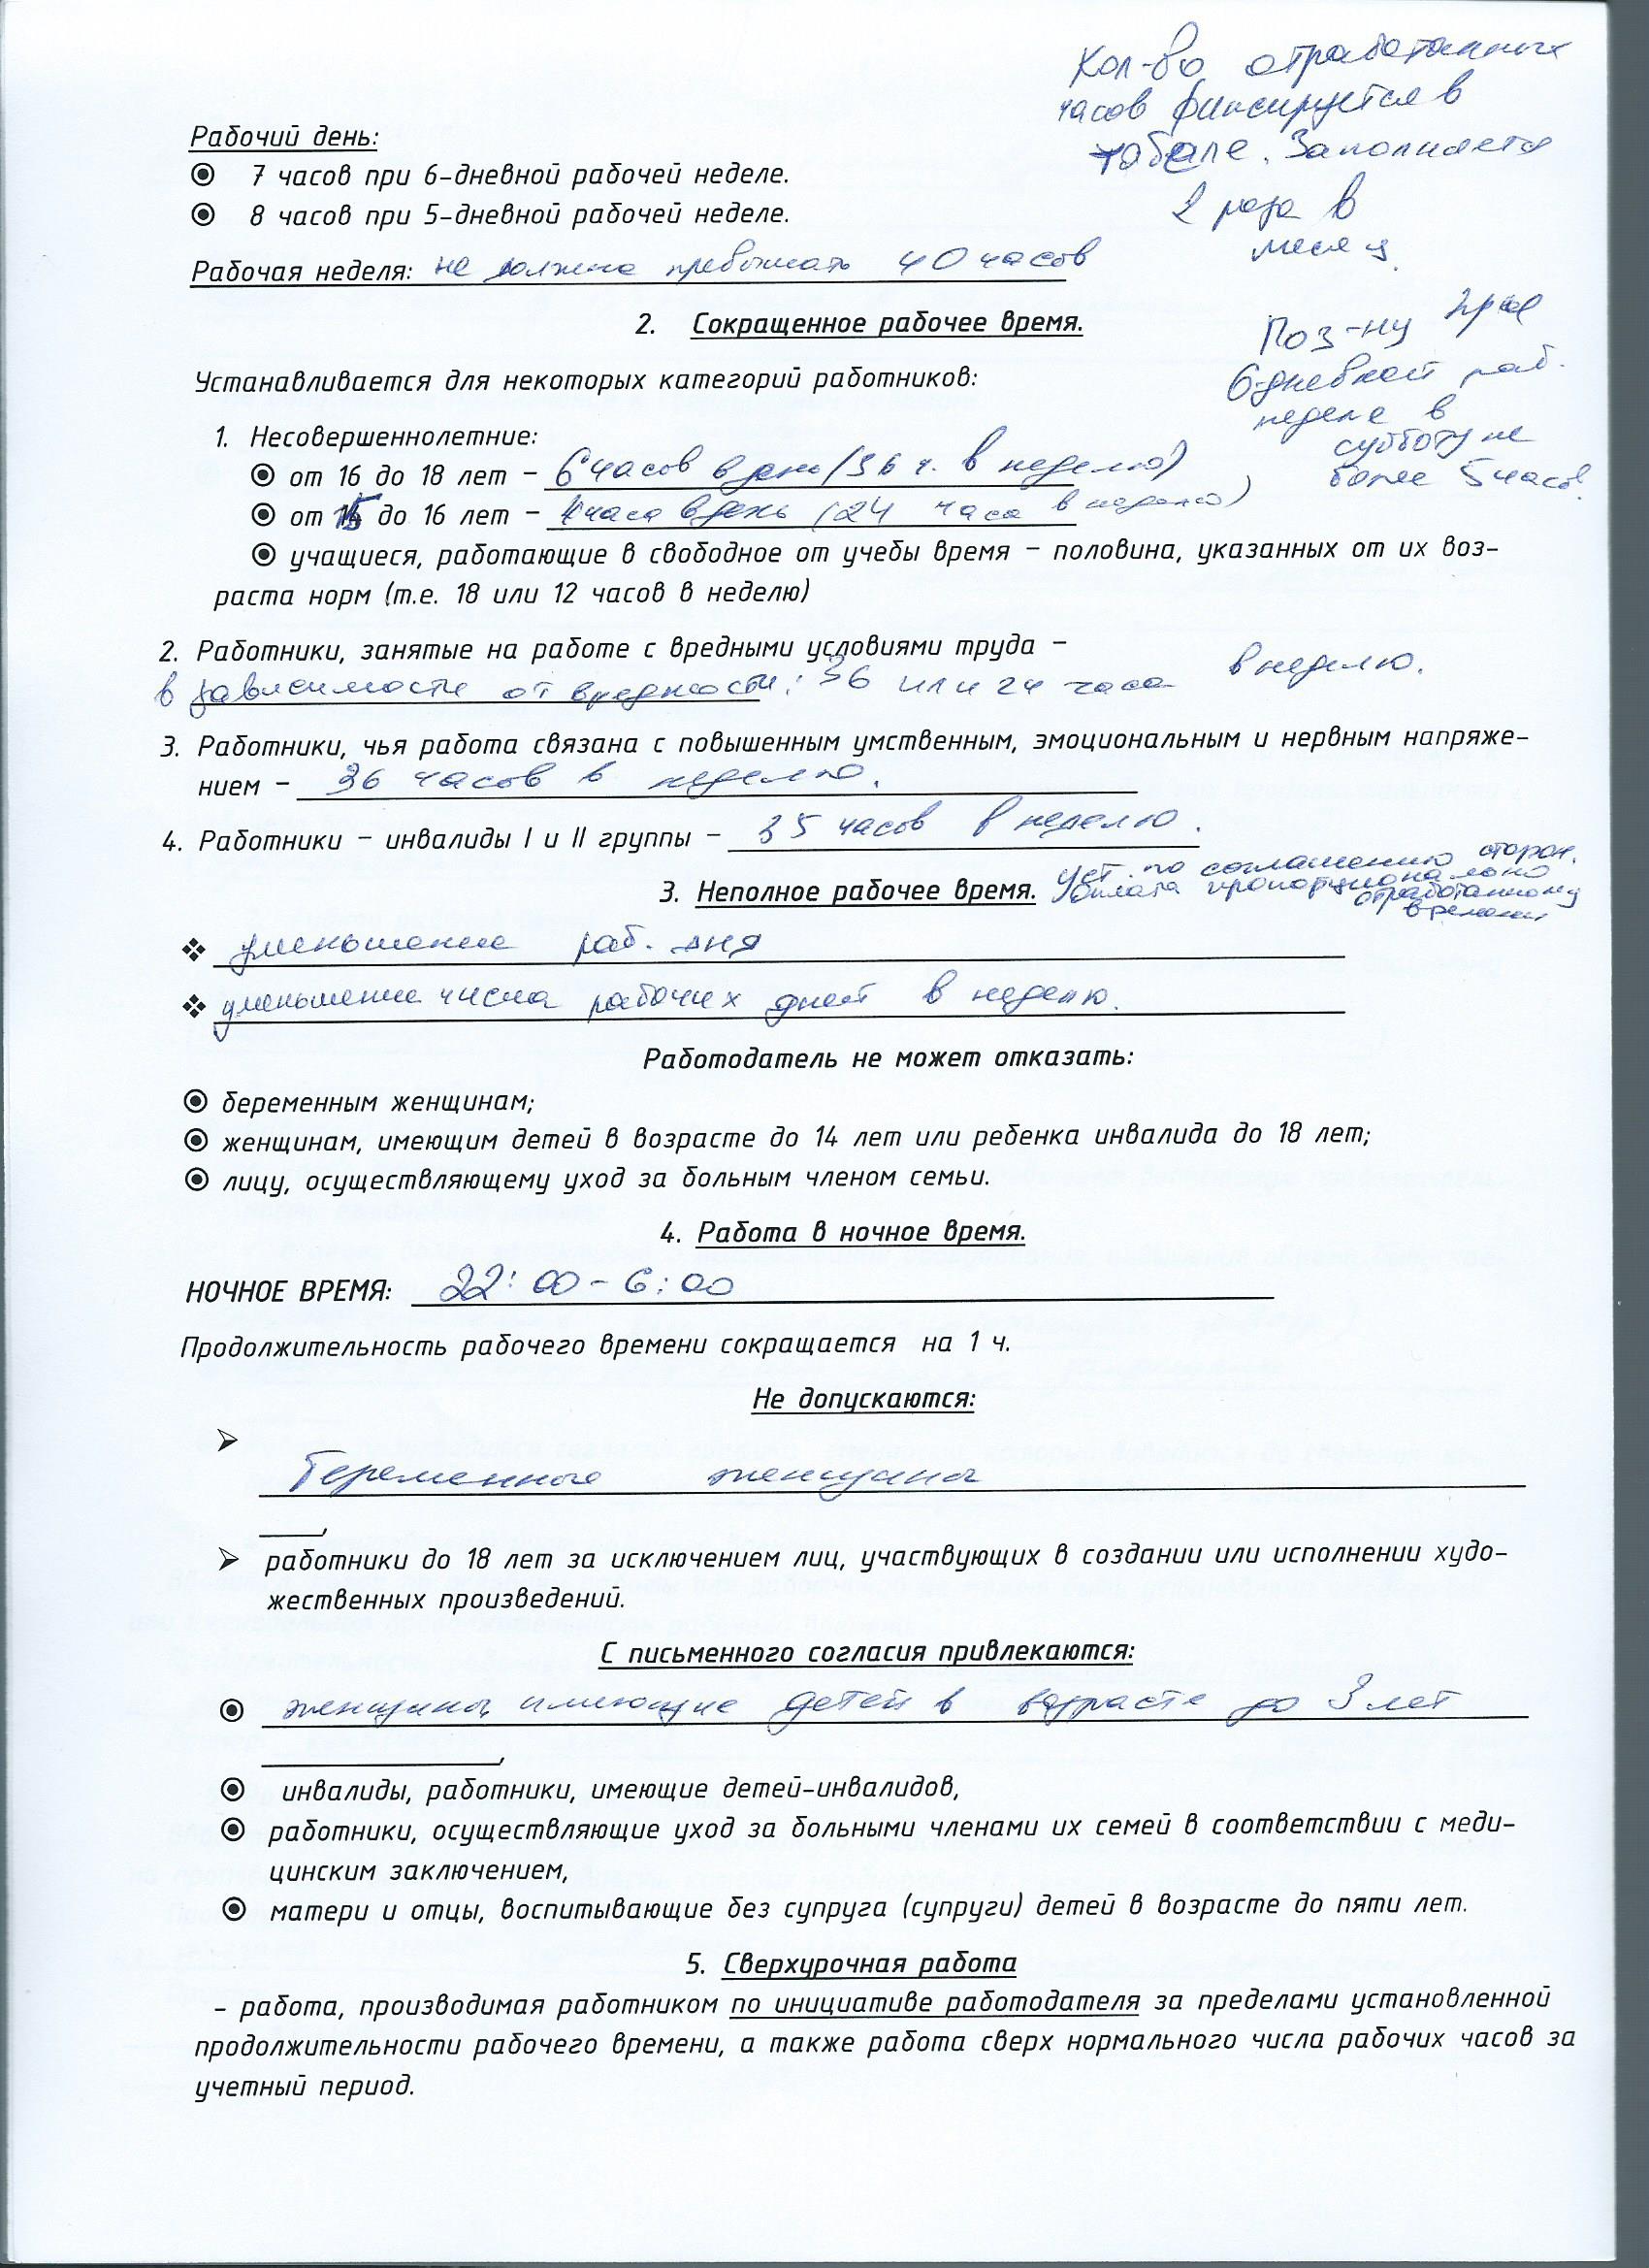 Кол-во отработанных
часов фиксируется в
табеле. Заполняется
2 раза в
месяц.
Рабочий день:
7 часов при 6-дневной рабочей неделе.
8 часов при 5-дневной рабочей неделе.
Рабочая неделя: не должна превышать 40 часов
2. Сокращенное рабочее время.
Поз-ну при
6-дневной раб.
неделе в
субботу не
более 5 часов.
Устанавливается для некоторых категорий работников:
1. Несовершеннолетние:
от 16 до 18 лет – 6 часов в день (36 ч. в неделю)
от 15 до 16 лет – 4 часа в день (24 часа в неделю)
учащиеся, работающие в свободное от учебы время – половина, указанных от их воз-
раста норм (т.е. 18 или 12 часов в неделю)
2. Работники, занятые на работе с вредными условиями труда –
в зависимости от вредности: 36 или 24 часа в неделю.
3. Работники, чья работа связана с повышенным умственным, эмоциональным и нервным напряже-
нием – 36 часов в неделю.
4. Работники – инвалиды I и II группы – 35 часов в неделю.
3. Неполное рабочее время.
уст. по соглашению сторон.
оплата пропорционально
отработанному
времени
уменьшение раб. дня
уменьшение числа рабочих дней в неделю.
Работодатель не может отказать:
беременным женщинам;
женщинам, имеющим детей в возрасте до 14 лет или ребенка инвалида до 18 лет;
лицу, осуществляющему уход за больным членом семьи.
4. Работа в ночное время.
НОЧНОЕ ВРЕМЯ: 22:00 – 6:00
Продолжительность рабочего времени сокращается на 1 ч.
Не допускаются:
Беременные женщины
,
работники до 18 лет за исключением лиц, участвующих в создании или исполнении худо-
жественных произведений.
С письменного согласия привлекаются:
женщины, имеющие детей в возрасте до 3 лет
,
инвалиды, работники, имеющие детей-инвалидов,
работники, осуществляющие уход за больными членами их семей в соответствии с меди-
цинским заключением,
матери и отцы, воспитывающие без супруга (супруги) детей в возрасте до пяти лет.
5. Сверхурочная работа
– работа, производимая работником по инициативе работодателя за пределами установленной
продолжительности рабочего времени, а также работа сверх нормального числа рабочих часов за
учетный период.